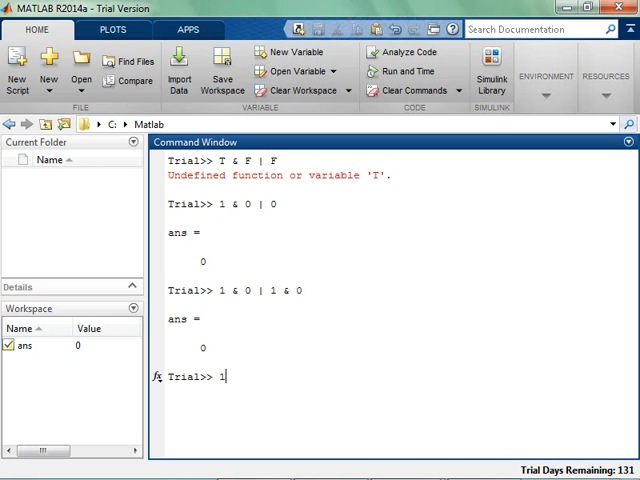 MATLAB R2014a - Trial Version
HOME PLOTS APPS
Search Documentation
New Script
New
Open
Find Files
Compare
FILE
Import Data
Save Workspace
New Variable
Open Variable
Clear Workspace
VARIABLE
Analyze Code
Run and Time
Clear Commands
CODE
Simulink Library
SIMULINK
ENVIRONMENT
RESOURCES
C: Matlab
Current Folder
Name
Details
Workspace
Name Value
ans 0
Command Window
Trial>> T & F | F
Undefined function or variable 'T'.
Trial>> 1 & 0 | 0
ans =
0
Trial>> 1 & 0 | 1 & 0
ans =
0
fx Trial>> 1
Trial Days Remaining: 131